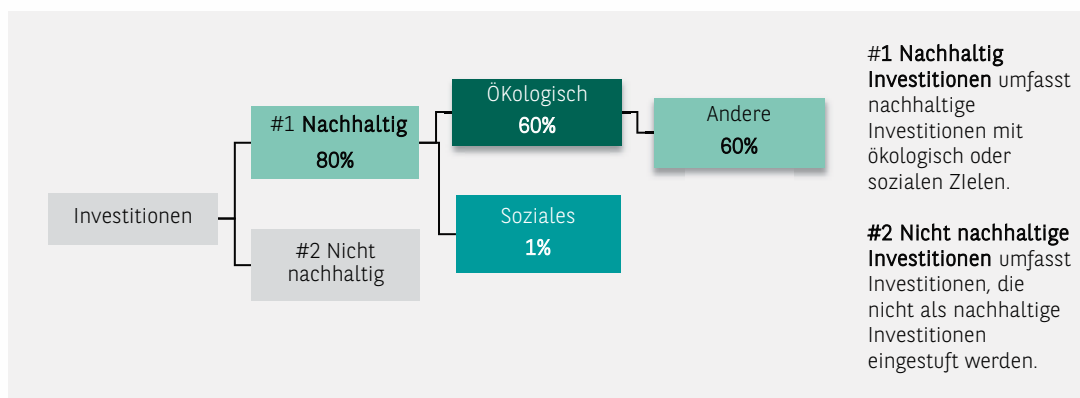 Investitionen
#1 Nachhaltig
80%
#2 Nicht
nachhaltig
ÖKologisch
60%
Soziales
1%
Andere
60%
#1 Nachhaltig
Investitionen umfasst
nachhaltige
Investitionen mit
ökologisch oder
sozialen ZIelen.
#2 Nicht nachhaltige
Investitionen umfasst
Investitionen, die
nicht als nachhaltige
Investitionen
eingestuft werden.